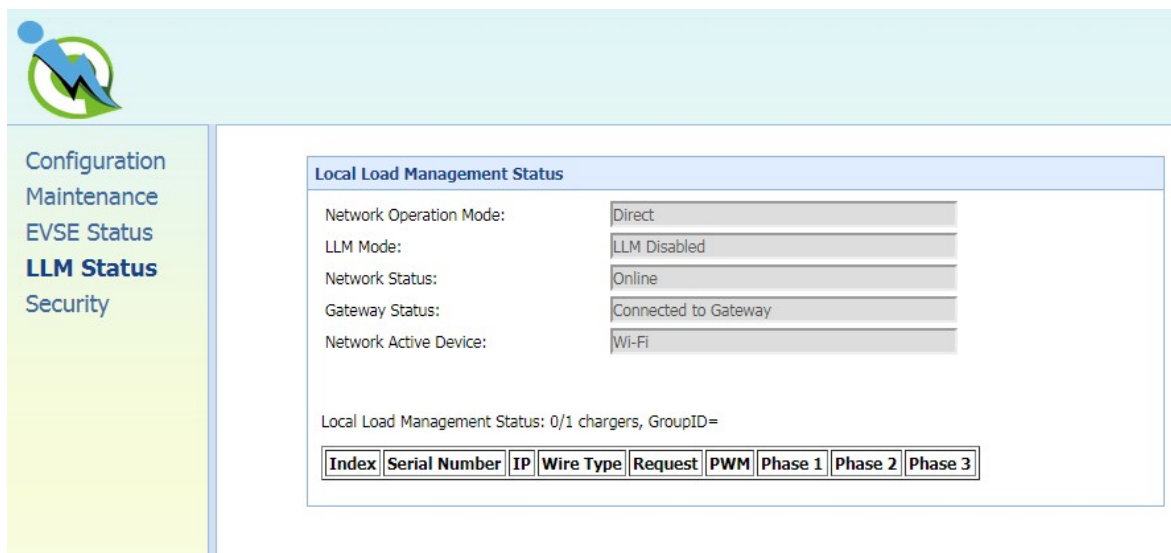 Configuration
Maintenance
EVSE Status
LLM Status
Security
Local Load Management Status
Network Operation Mode: Direct
LLM Mode: LLM Disabled
Network Status: Online
Gateway Status: Connected to Gateway
Network Active Device: Wi-Fi
Local Load Management Status: 0/1 chargers, GroupID=
Index Serial Number IP Wire Type Request PWM Phase 1 Phase 2 Phase 3